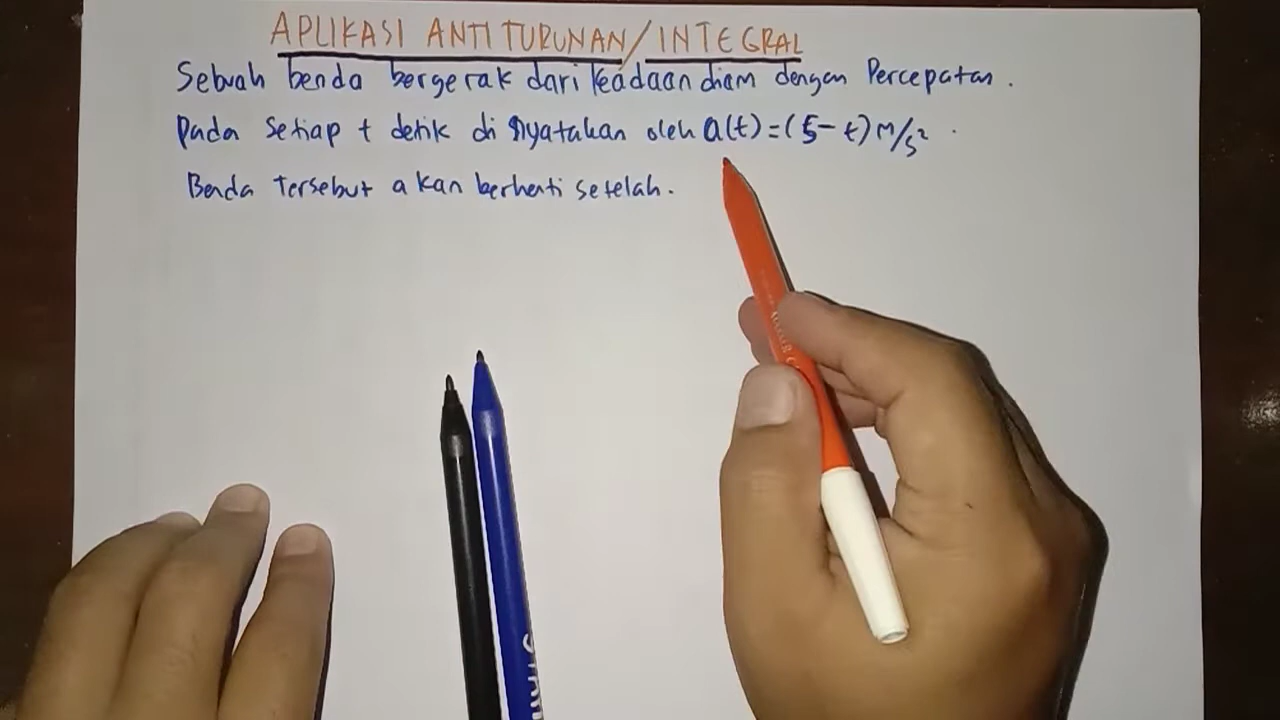 APLIKASI ANTI TURUNAN/INTEGRAL
Sebuah benda bergerak dari keadaan diam dengan Percepatan.
Pada setiap t detik di nyatakan oleh a(t)=(5-t)m/s²
Benda tersebut akan berhenti setelah.